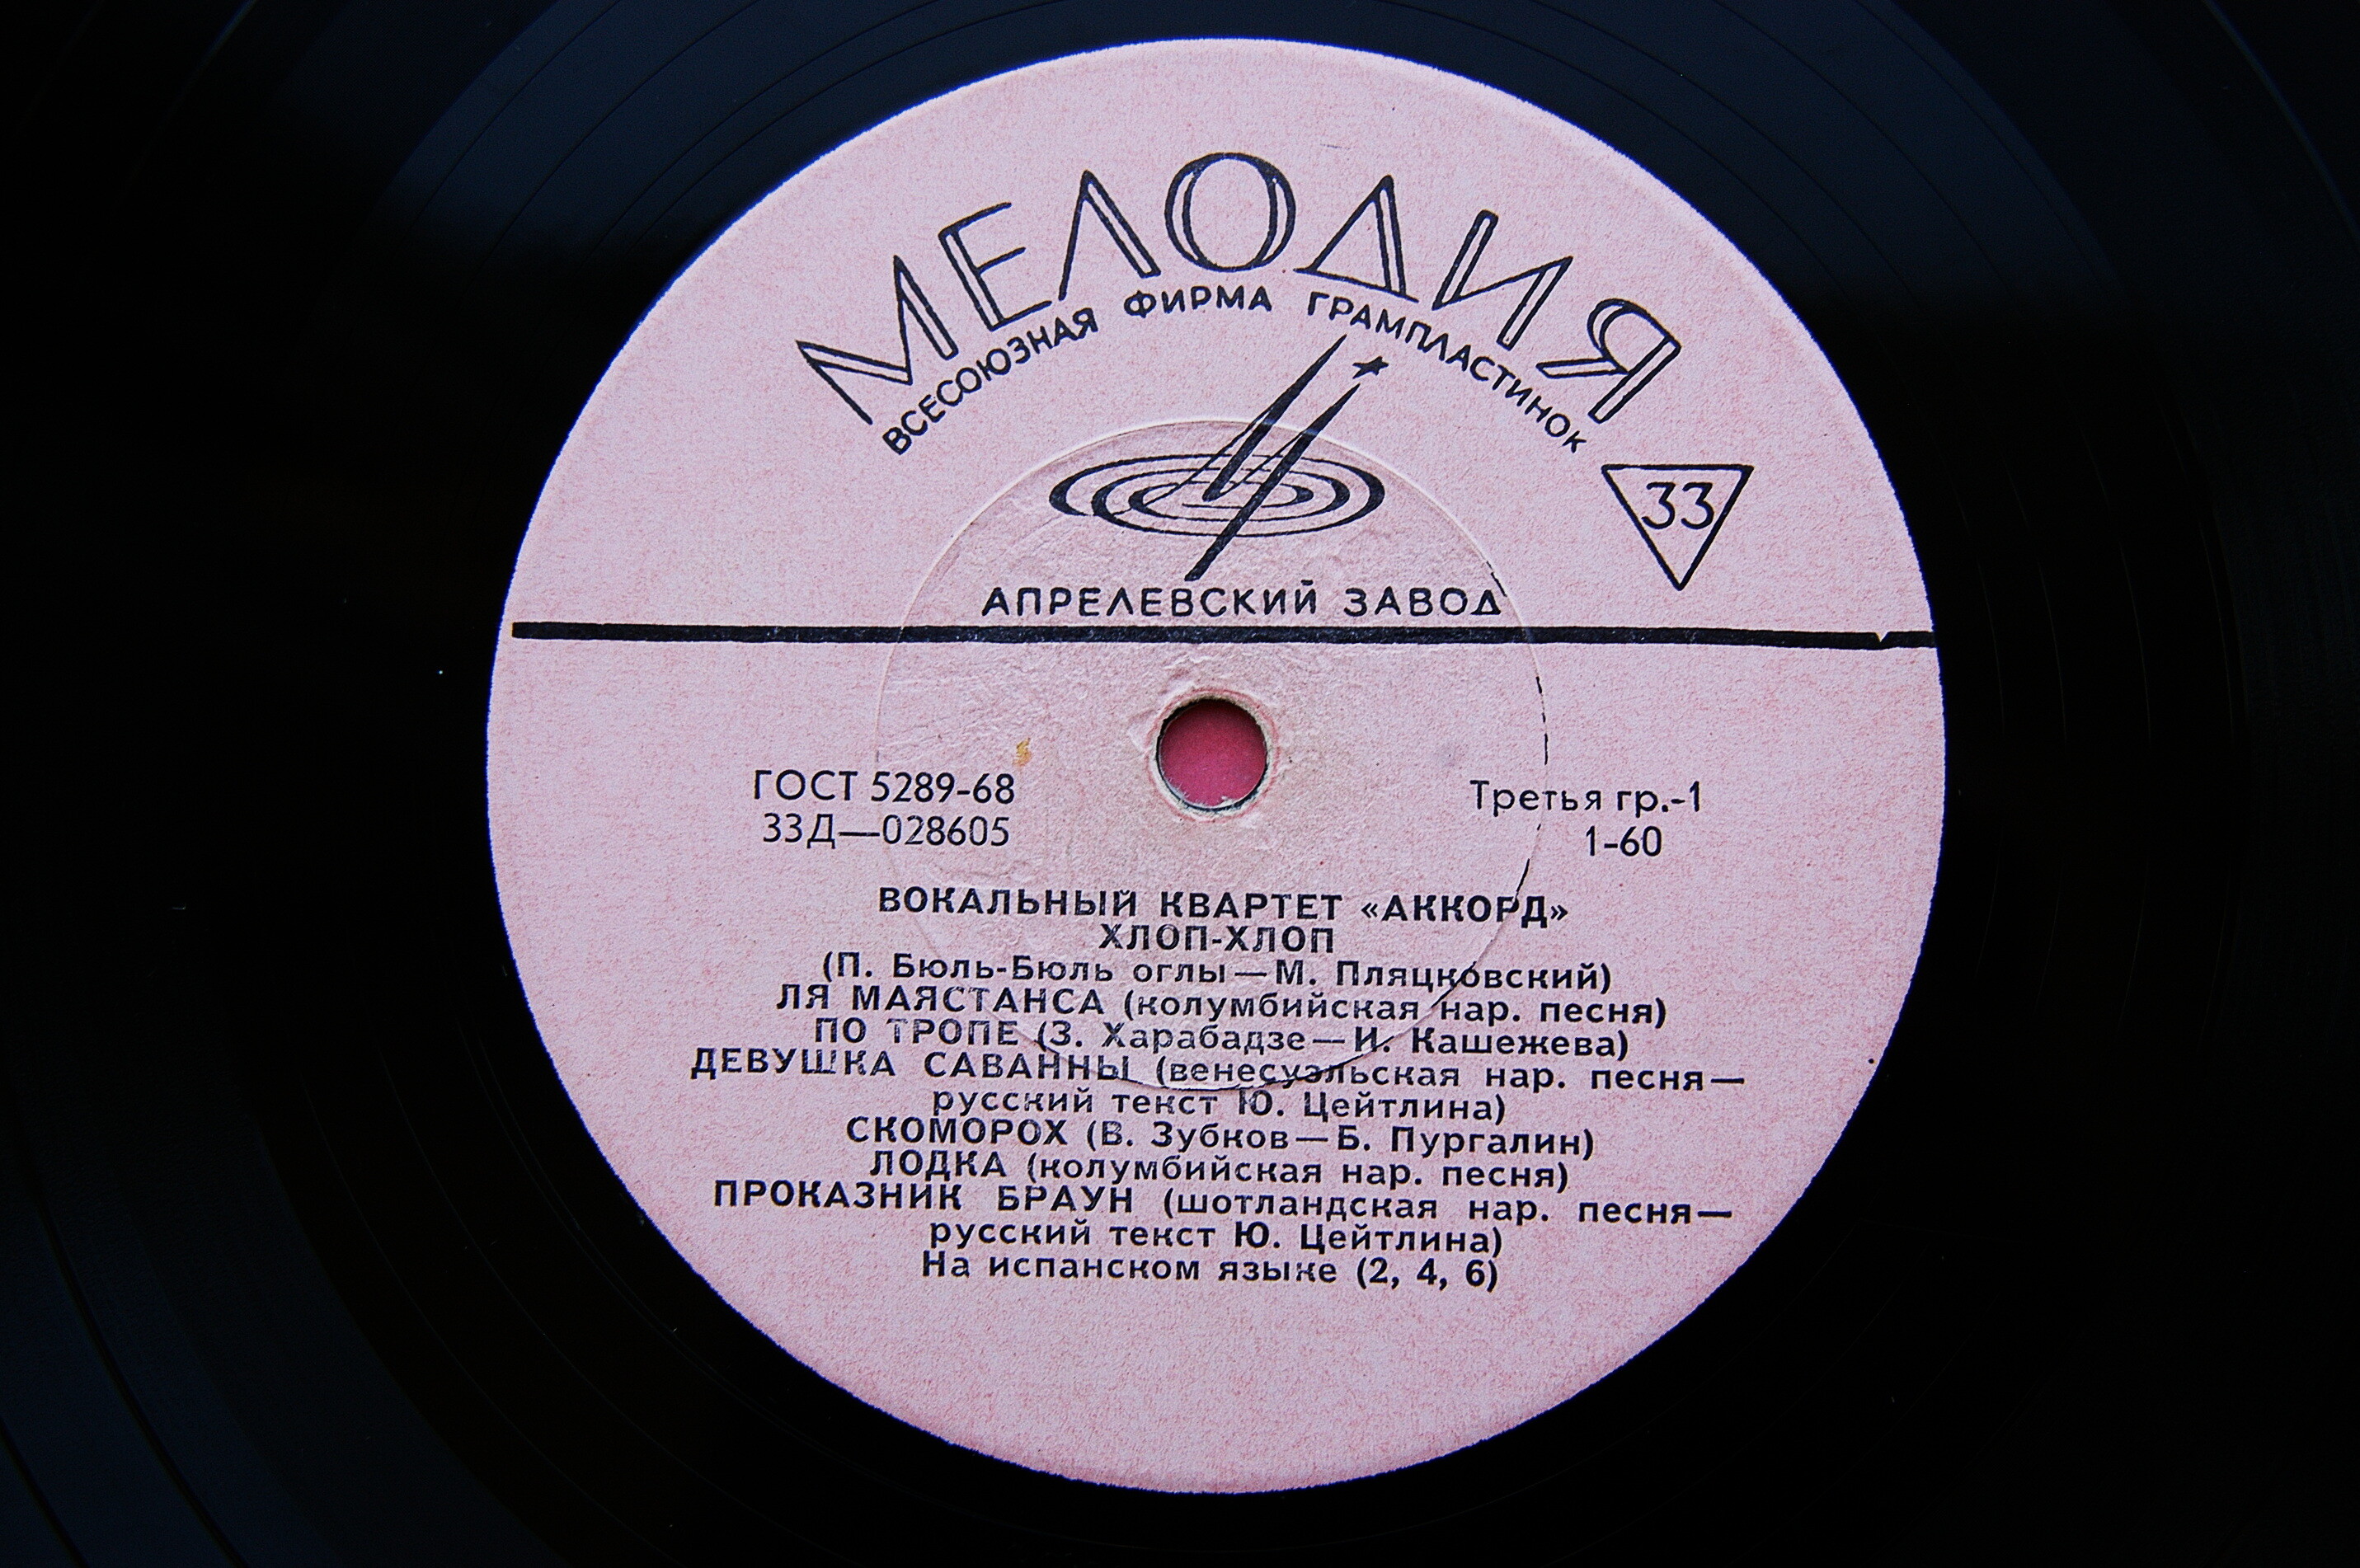 МЕЛОДИЯ
ВСЕСОЮЗНАЯ ФИРМА ГРАМПЛАСТИНОК
33
АПРЕЛЕВСКИЙ ЗАВОД
ГОСТ 5289-68
33Д—028605
Третья гр.-1
1-60
ВОКАЛЬНЫЙ КВАРТЕТ «АККОРД»
ХЛОП-ХЛОП
(П. Бюль-Бюль оглы—М. Пляцковский)
ЛЯ МАЯСТАНСА (колумбийская нар. песня)
ПО ТРОПЕ (З. Харабадзе—И. Кашежева)
ДЕВУШКА САВАННЫ (венесуэльская нар. песня—
русский текст Ю. Цейтлина)
СКОМОРОХ (В. Зубков—Б. Пургалин)
ЛОДКА (колумбийская нар. песня)
ПРОКАЗНИК БРАУН (шотландская нар. песня—
русский текст Ю. Цейтлина)
На испанском языке (2, 4, 6)